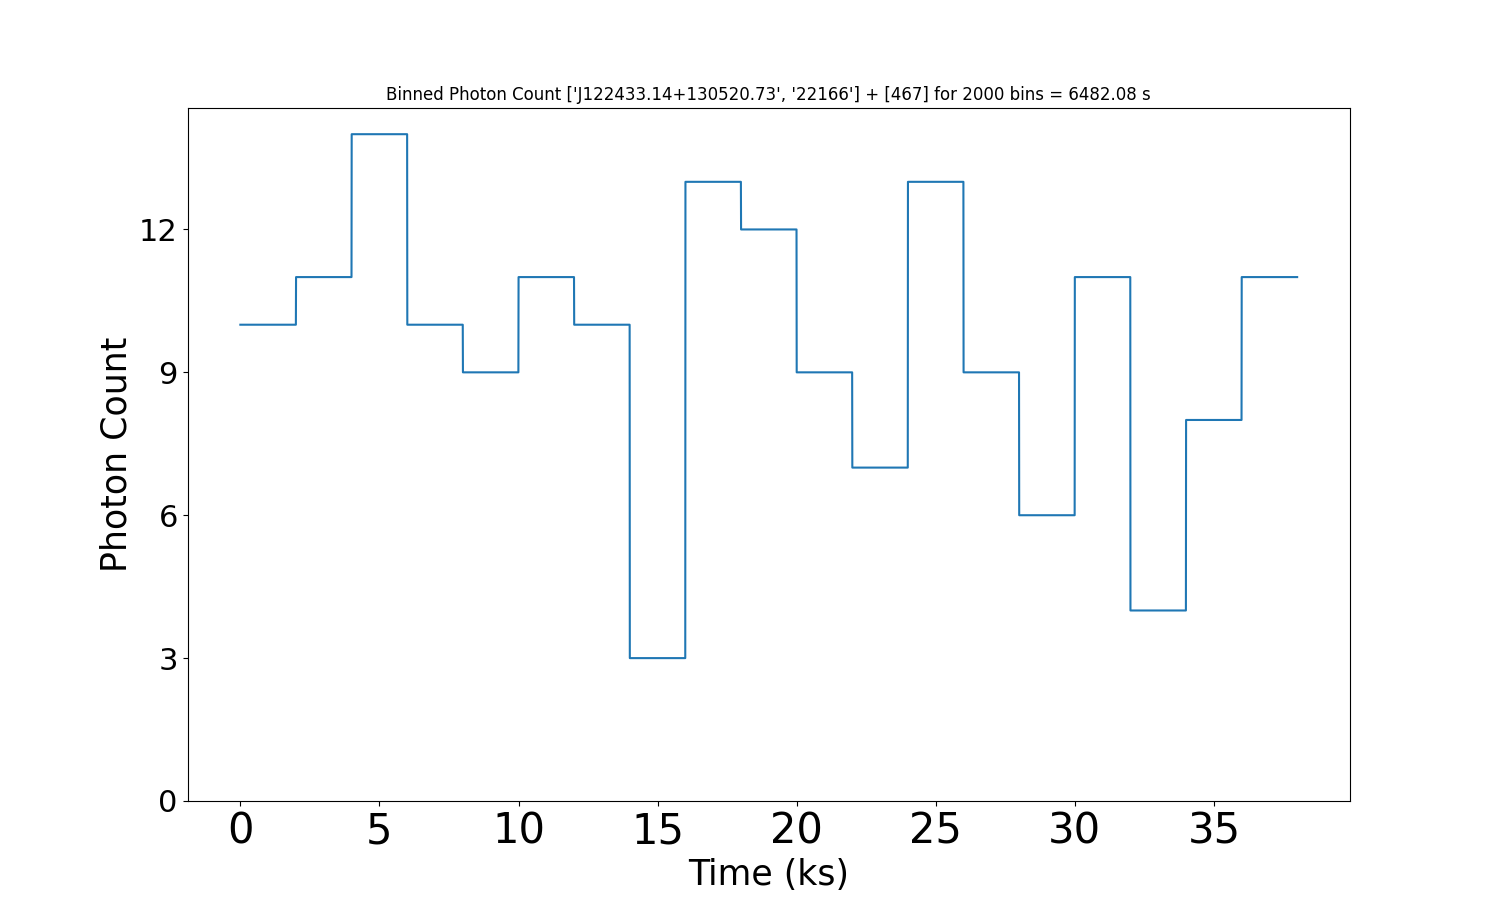 Binned Photon Count ['J122433.14+130520.73', '22166'] + [467] for 2000 bins = 6482.08 s
12
9
6
3
0
Photon Count
0 5 10 15 20 25 30 35
Time (ks)